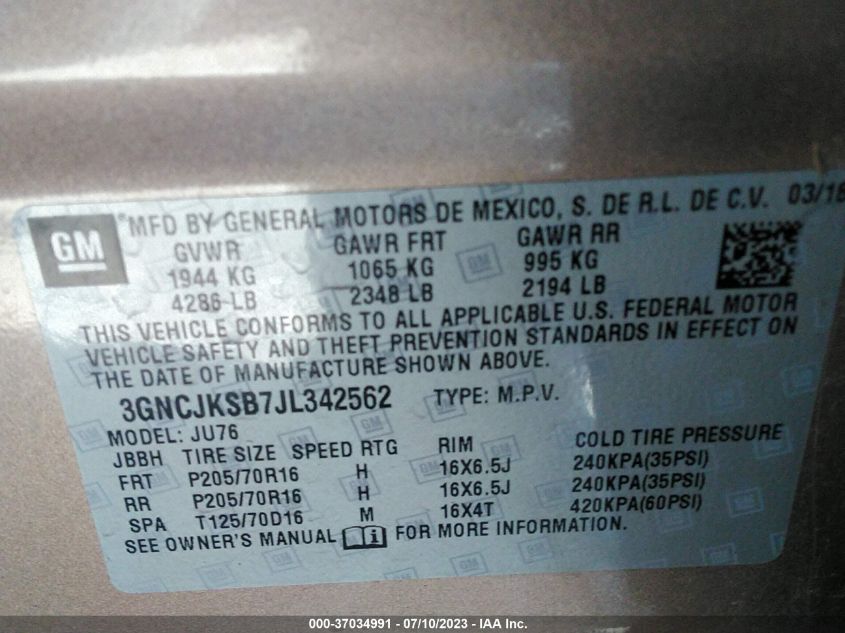 GM ® MFD BY GENERAL MOTORS DE MEXICO, S. DE R.L. DE C.V. 03/18
GVWR GAWR FRT GAWR RR
1944 KG 1065 KG 995 KG
4286 LB 2348 LB 2194 LB
THIS VEHICLE CONFORMS TO ALL APPLICABLE U.S. FEDERAL MOTOR
VEHICLE SAFETY AND THEFT PREVENTION STANDARDS IN EFFECT ON
THE DATE OF MANUFACTURE SHOWN ABOVE.
3GNCJKSB7JL342562 TYPE: M.P.V.
MODEL: JU76
JBBH TIRE SIZE SPEED RTG RIM COLD TIRE PRESSURE
FRT P205/70R16 H 16X6.5J 240KPA(35PSI)
RR P205/70R16 H 16X6.5J 240KPA(35PSI)
SPA T125/70D16 M 16X4T 420KPA(60PSI)
SEE OWNER'S MANUAL i FOR MORE INFORMATION.
000-37034991 - 07/10/2023 - IAA Inc.